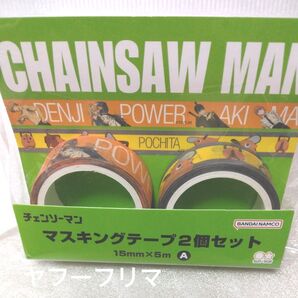 CHAINSAW MAN
DENJI POWER AKI MA
POCHITA
POW
チェンソーマン
BANDAI NAMCO
マスキングテープ2個セット
15mm×5m A
ヤフーフリマ